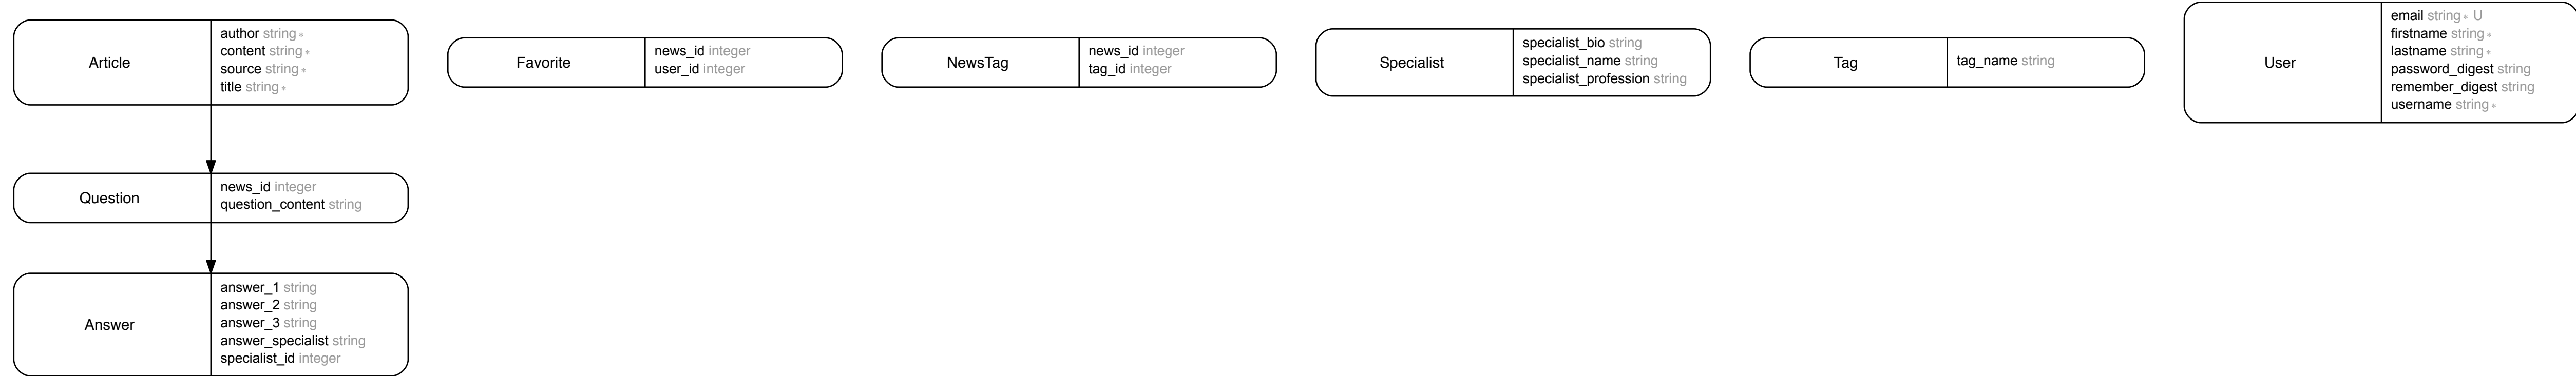 Article
author string *
content string *
source string *
title string *
Favorite
news_id integer
user_id integer
NewsTag
news_id integer
tag_id integer
Specialist
specialist_bio string
specialist_name string
specialist_profession string
Tag
tag_name string
User
email string * U
firstname string *
lastname string *
password_digest string
remember_digest string
username string *
Question
news_id integer
question_content string
Answer
answer_1 string
answer_2 string
answer_3 string
answer_specialist string
specialist_id integer